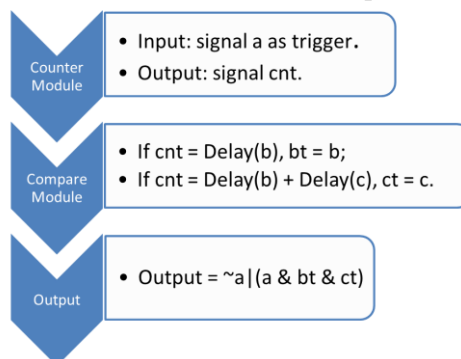 Counter
Module
• Input: signal a as trigger.
• Output: signal cnt.
Compare
Module
• If cnt = Delay(b), bt = b;
• If cnt = Delay(b) + Delay(c), ct = c.
Output
• Output = ~a|(a & bt & ct)